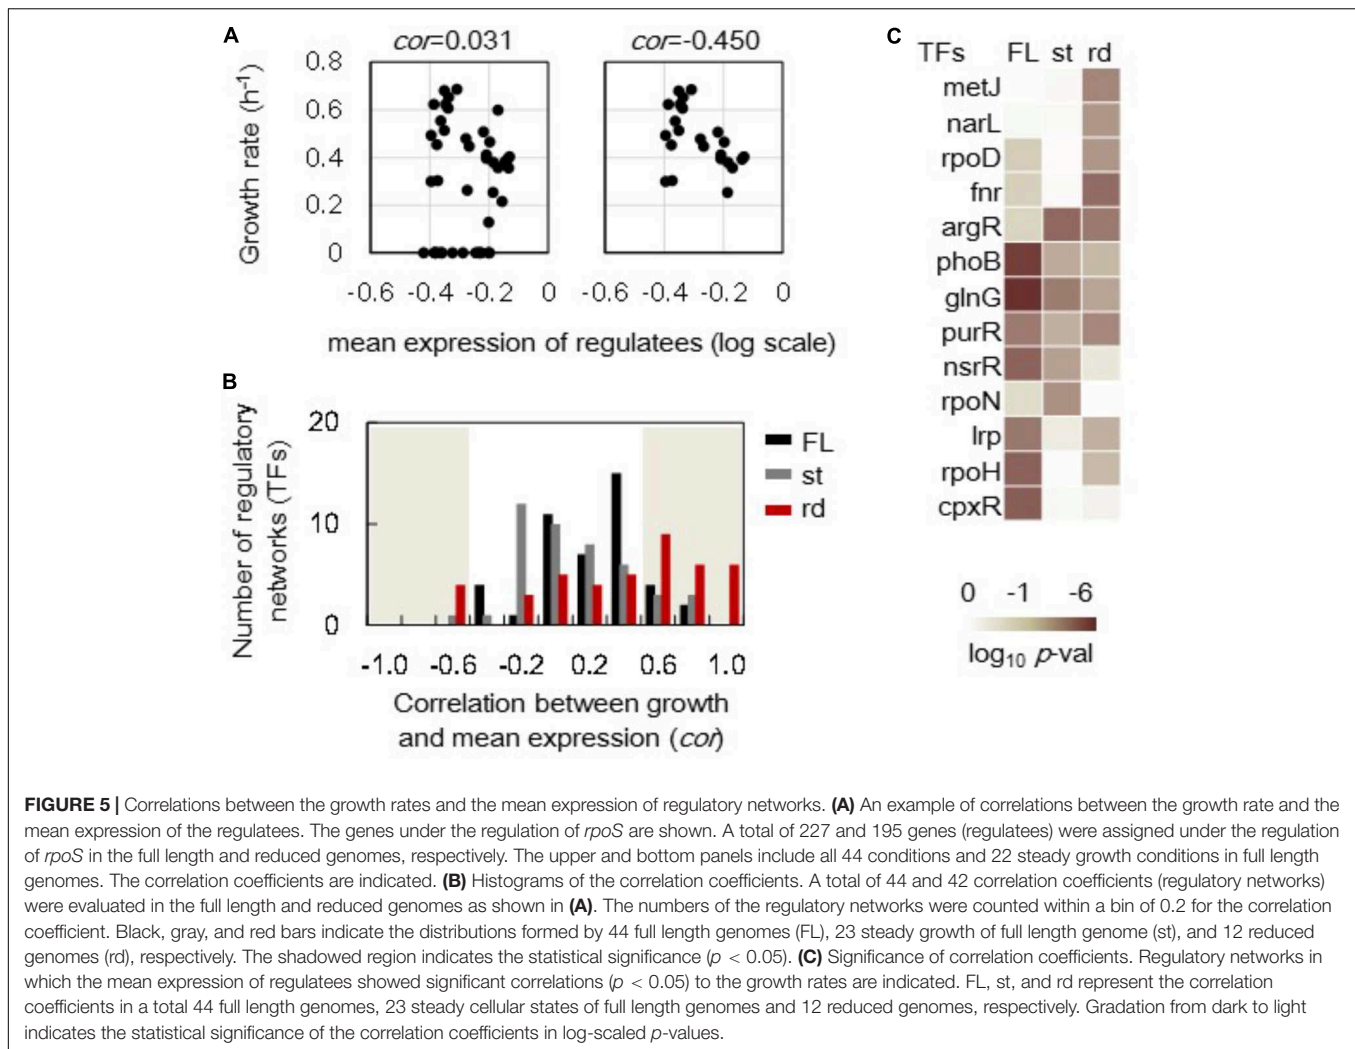 A
cor=0.031
cor=-0.450
Growth rate (h-1)
0.8
0.6
0.4
0.2
0
-0.6 -0.4 -0.2 0
-0.6 -0.4 -0.2 0
mean expression of regulatees (log scale)
B
Number of regulatory
networks (TFs)
20
10
0
FL
st
rd
-1.0 -0.6 -0.2 0.2 0.6 1.0
Correlation between growth
and mean expression (cor)
C
TFs FL st rd
metJ
narL
rpoD
fnr
argR
phoB
glnG
purR
nsrR
rpoN
lrp
rpoH
cpxR
0 -1 -6
log10 p-val
FIGURE 5 | Correlations between the growth rates and the mean expression of regulatory networks. (A) An example of correlations between the growth rate and the
mean expression of the regulatees. The genes under the regulation of rpoS are shown. A total of 227 and 195 genes (regulatees) were assigned under the regulation
of rpoS in the full length and reduced genomes, respectively. The upper and bottom panels include all 44 conditions and 22 steady growth conditions in full length
genomes. The correlation coefficients are indicated. (B) Histograms of the correlation coefficients. A total of 44 and 42 correlation coefficients (regulatory networks)
were evaluated in the full length and reduced genomes as shown in (A). The numbers of the regulatory networks were counted within a bin of 0.2 for the correlation
coefficient. Black, gray, and red bars indicate the distributions formed by 44 full length genomes (FL), 23 steady growth of full length genome (st), and 12 reduced
genomes (rd), respectively. The shadowed region indicates the statistical significance (p < 0.05). (C) Significance of correlation coefficients. Regulatory networks in
which the mean expression of regulatees showed significant correlations (p < 0.05) to the growth rates are indicated. FL, st, and rd represent the correlation
coefficients in a total 44 full length genomes, 23 steady cellular states of full length genomes and 12 reduced genomes, respectively. Gradation from dark to light
indicates the statistical significance of the correlation coefficients in log-scaled p-values.